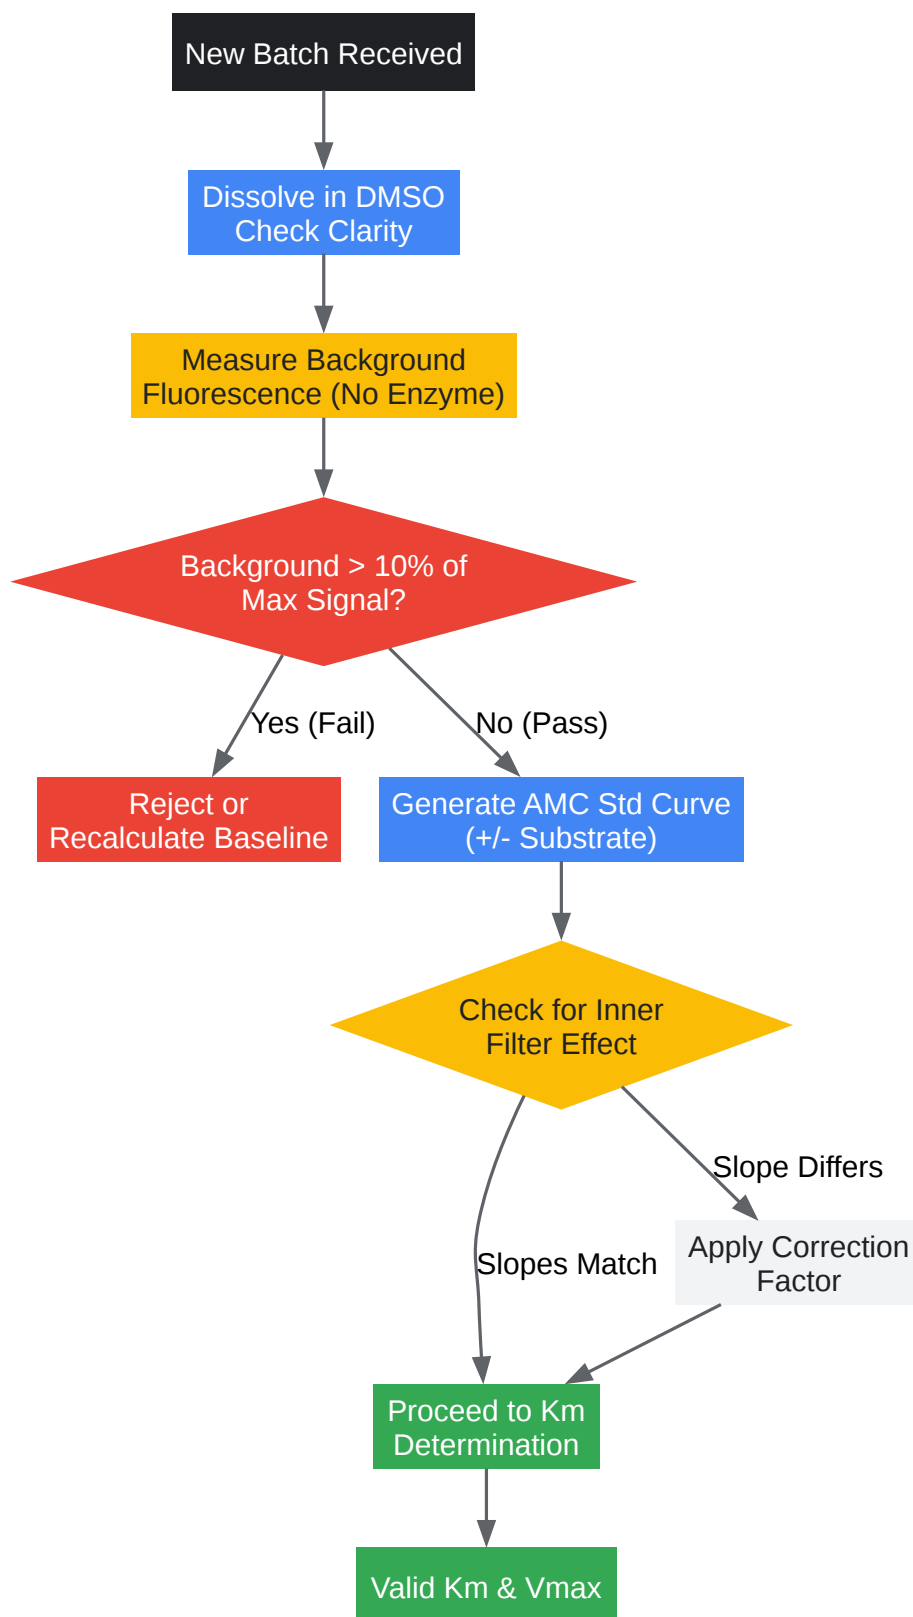 New Batch Received
Dissolve in DMSO
Check Clarity
Measure Background
Fluorescence (No Enzyme)
Background > 10% of
Max Signal?
Yes (Fail)
No (Pass)
Reject or
Recalculate Baseline
Generate AMC Std Curve
(+/- Substrate)
Check for Inner
Filter Effect
Slope Differs
Slopes Match
Apply Correction
Factor
Proceed to Km
Determination
Valid Km & Vmax